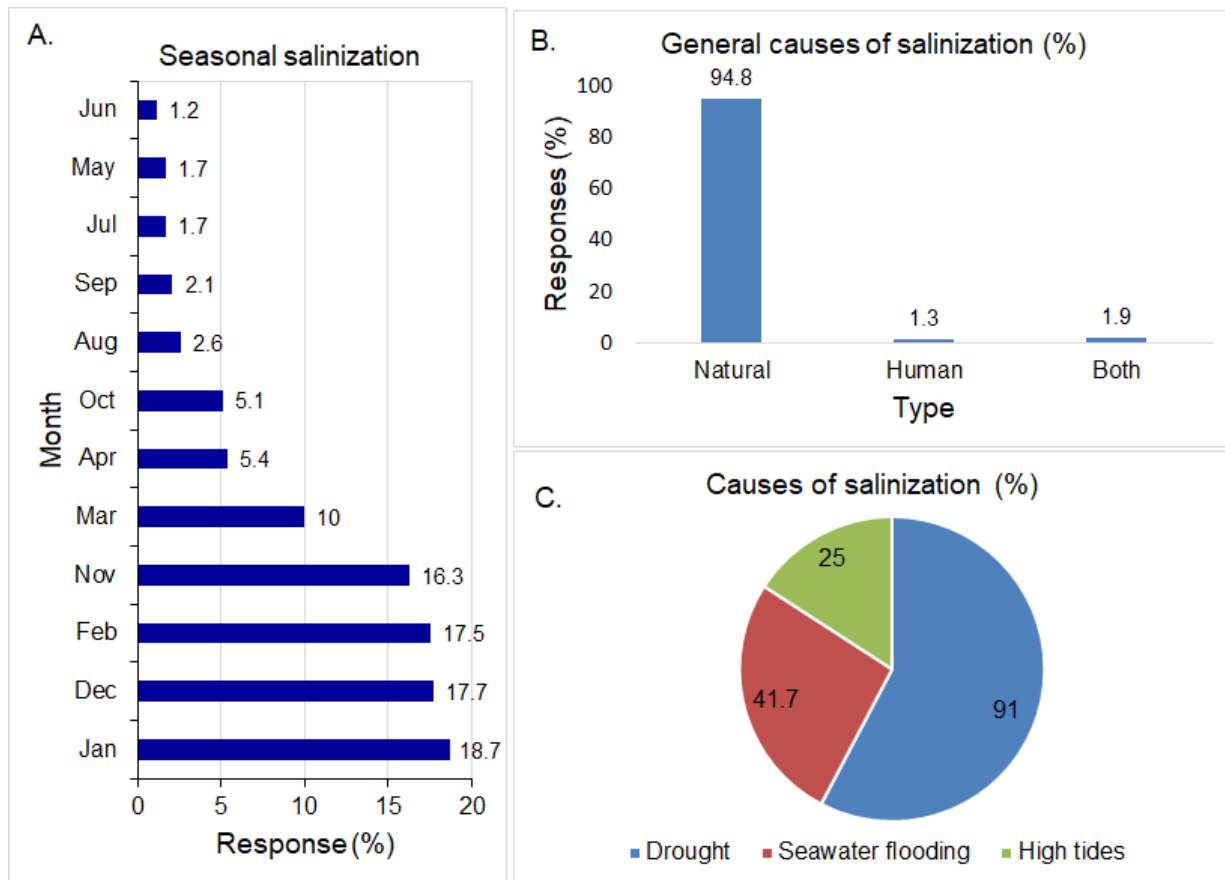 A.
Seasonal salinization
Jun 1.2
May 1.7
Jul 1.7
Sep 2.1
Aug 2.6
Oct 5.1
Apr 5.4
Mar 10
Nov 16.3
Feb 17.5
Dec 17.7
Jan 18.7
0 5 10 15 20
Month
Response (%)
B.
General causes of salinization (%)
100
80
60
40
20
0
Responses (%)
94.8 1.3 1.9
Natural Human Both
Type
C.
Causes of salinization (%)
25
41.7
91
Drought Seawater flooding High tides